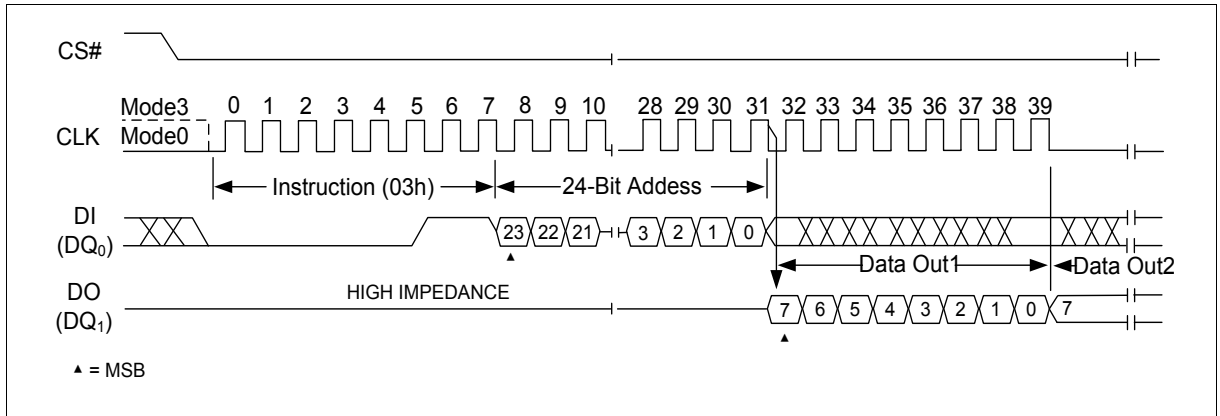 CS#
Mode3 0 1 2 3 4 5 6 7 8 9 10 28 29 30 31 32 33 34 35 36 37 38 39
CLK Mode0
Instruction (03h) 24-Bit Addess
DI
(DQ0) 23 22 21 3 2 1 0
Data Out1 Data Out2
DO HIGH IMPEDANCE
(DQ1) 7 6 5 4 3 2 1 0 7
▲ = MSB